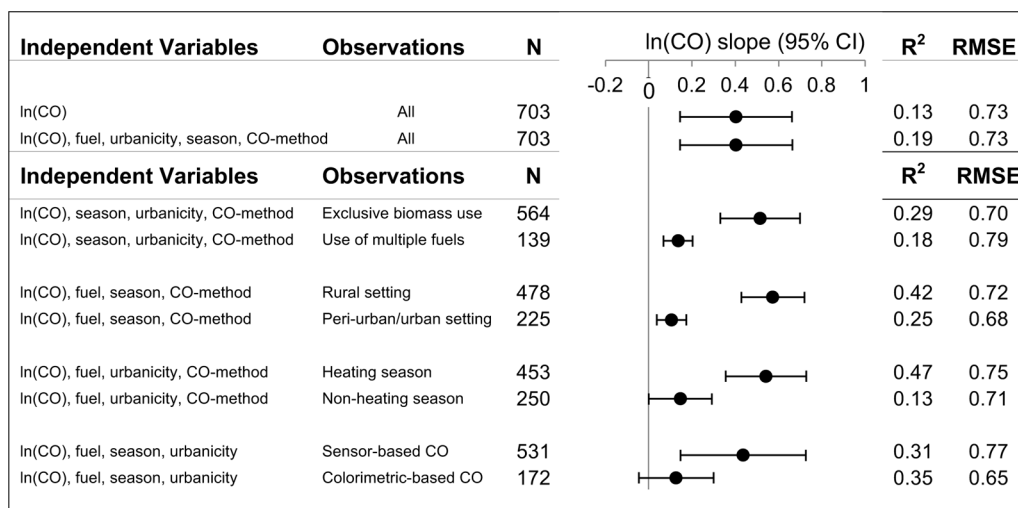 Independent Variables Observations N ln(CO) slope (95% CI) R² RMSE
-0.2 0 0.2 0.4 0.6 0.8 1
ln(CO) All 703 0.13 0.73
ln(CO), fuel, urbanicity, season, CO-method All 703 0.19 0.73
Independent Variables Observations N R² RMSE
ln(CO), season, urbanicity, CO-method Exclusive biomass use 564 0.29 0.70
ln(CO), season, urbanicity, CO-method Use of multiple fuels 139 0.18 0.79
ln(CO), fuel, season, CO-method Rural setting 478 0.42 0.72
ln(CO), fuel, season, CO-method Peri-urban/urban setting 225 0.25 0.68
ln(CO), fuel, urbanicity, CO-method Heating season 453 0.47 0.75
ln(CO), fuel, urbanicity, CO-method Non-heating season 250 0.13 0.71
ln(CO), fuel, season, urbanicity Sensor-based CO 531 0.31 0.77
ln(CO), fuel, season, urbanicity Colorimetric-based CO 172 0.35 0.65